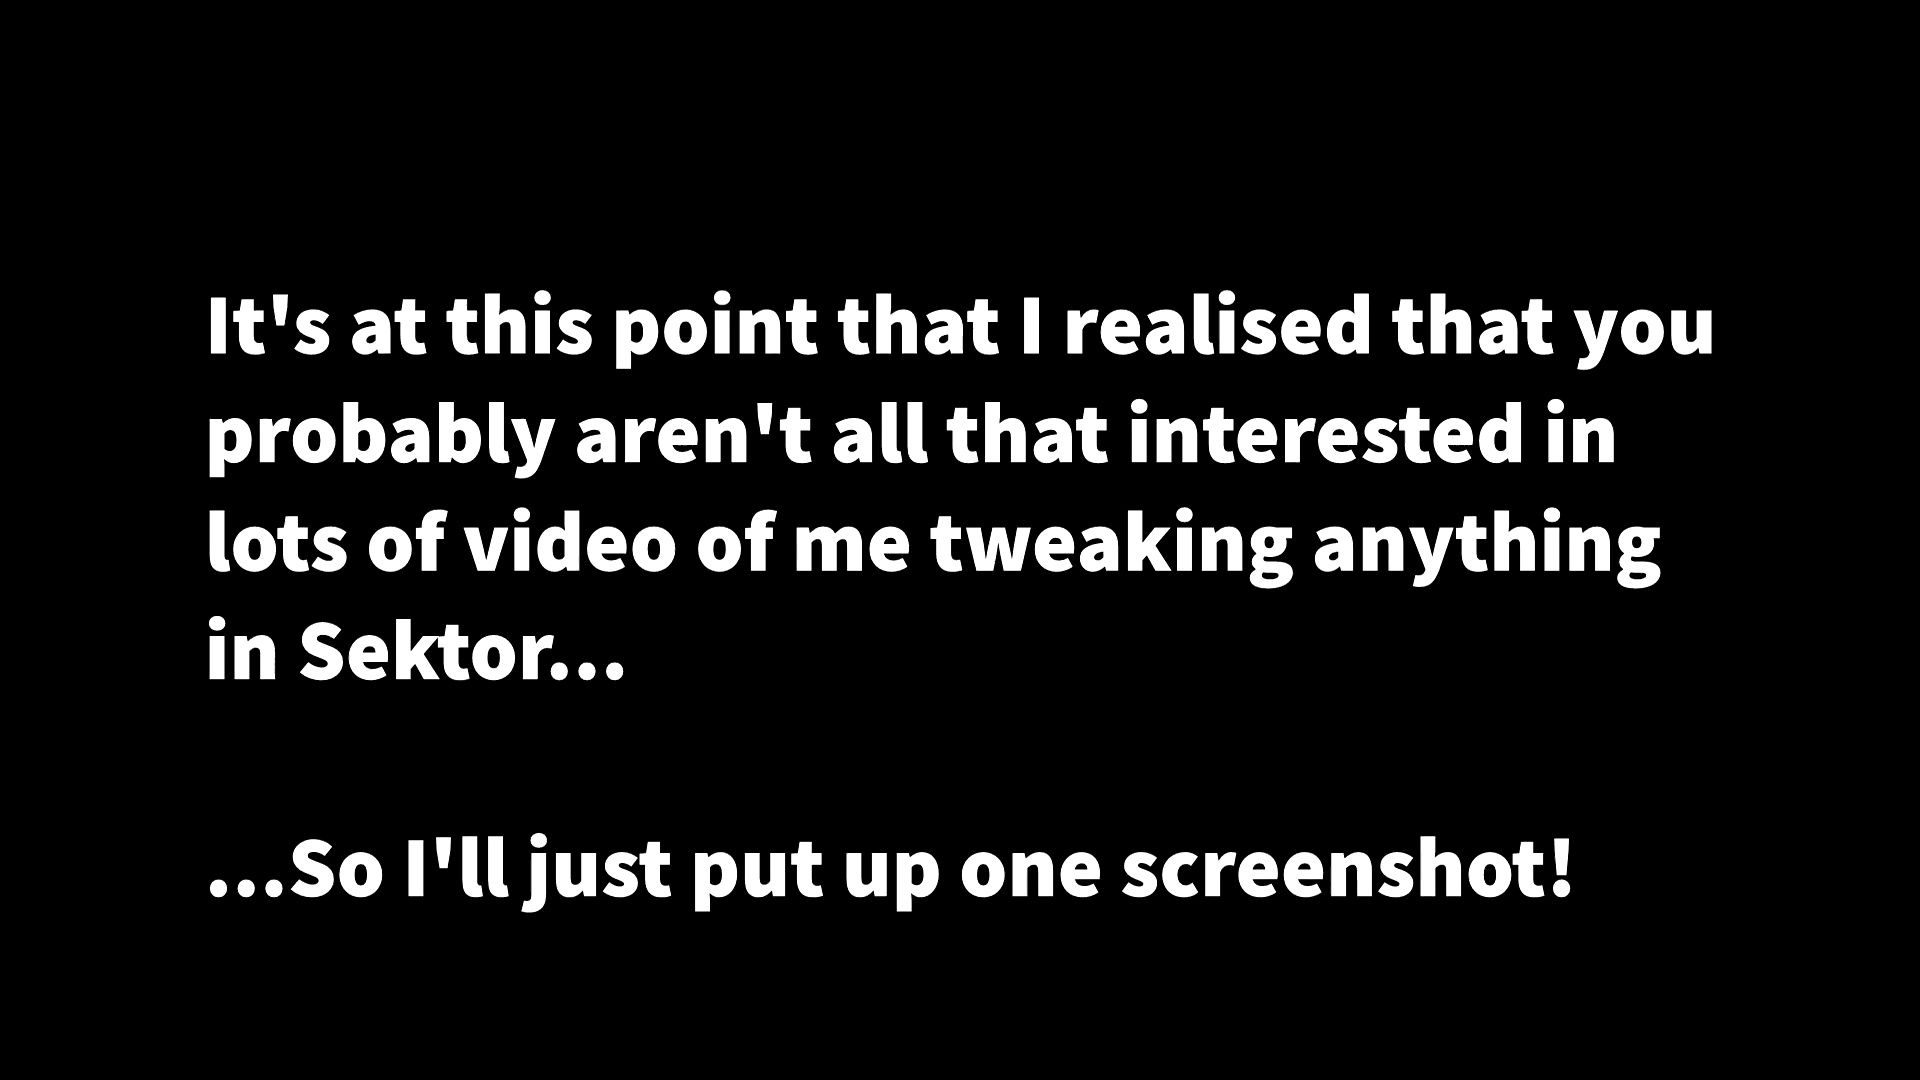 It's at this point that I realised that you
probably aren't all that interested in
lots of video of me tweaking anything
in Sektor...
...So I'll just put up one screenshot!